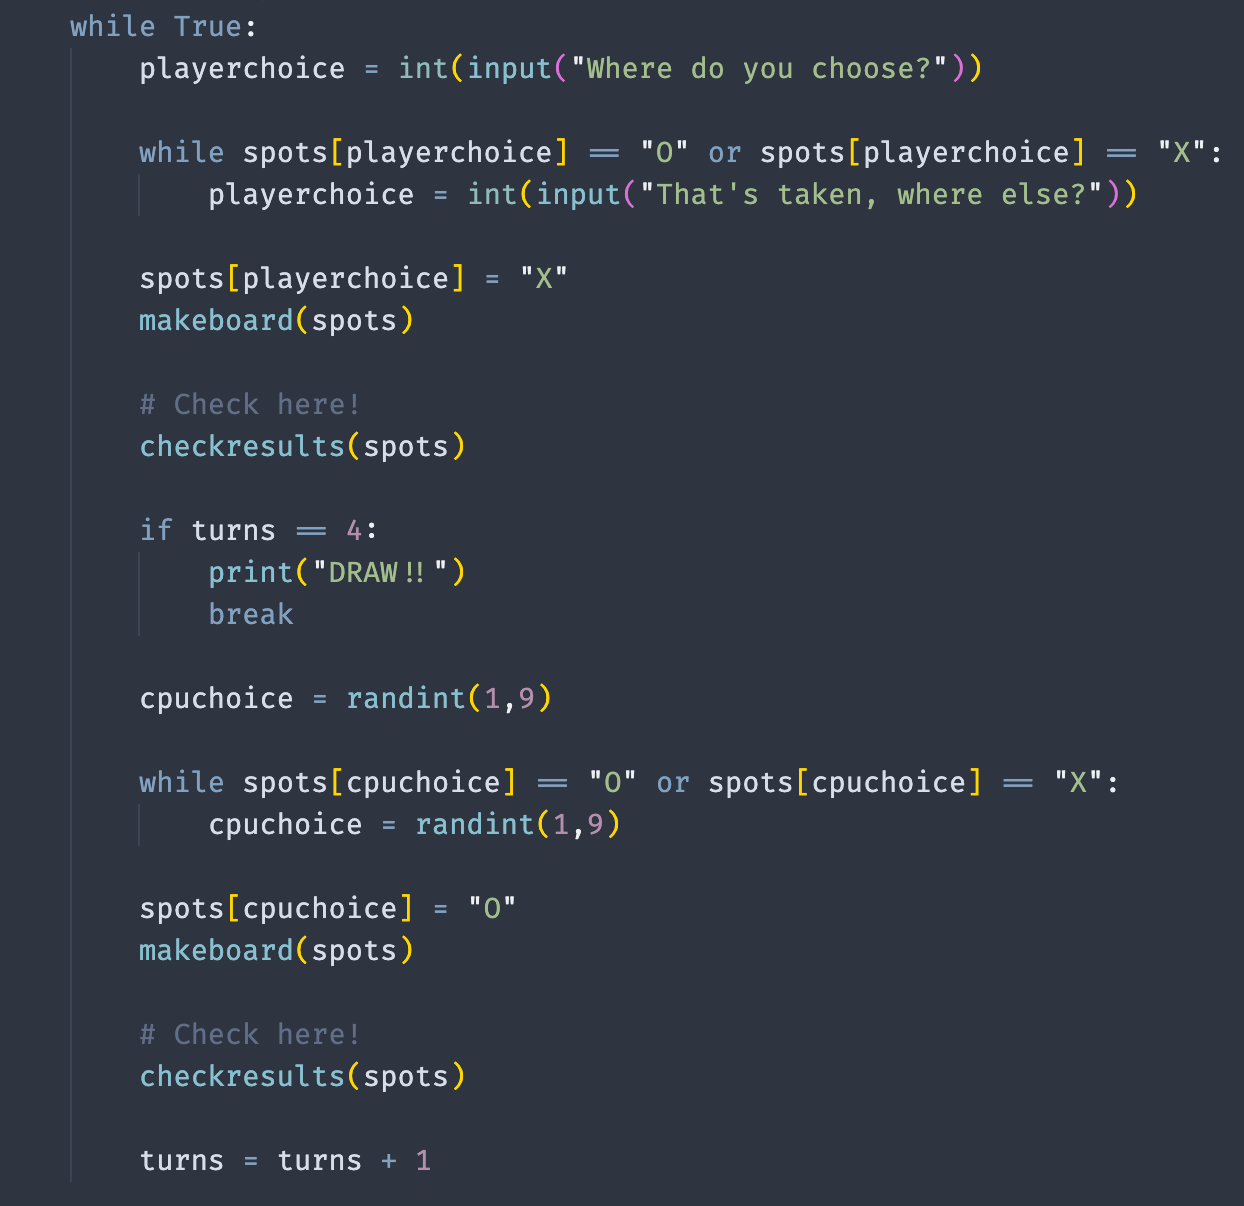 while True:
    playerchoice = int(input("Where do you choose?"))

    while spots[playerchoice] == "O" or spots[playerchoice] == "X":
        playerchoice = int(input("That's taken, where else?"))

    spots[playerchoice] = "X"
    makeboard(spots)

    # Check here!
    checkresults(spots)

    if turns == 4:
        print("DRAW!!")
        break

    cpuchoice = randint(1,9)

    while spots[cpuchoice] == "O" or spots[cpuchoice] == "X":
        cpuchoice = randint(1,9)

    spots[cpuchoice] = "O"
    makeboard(spots)

    # Check here!
    checkresults(spots)

    turns = turns + 1